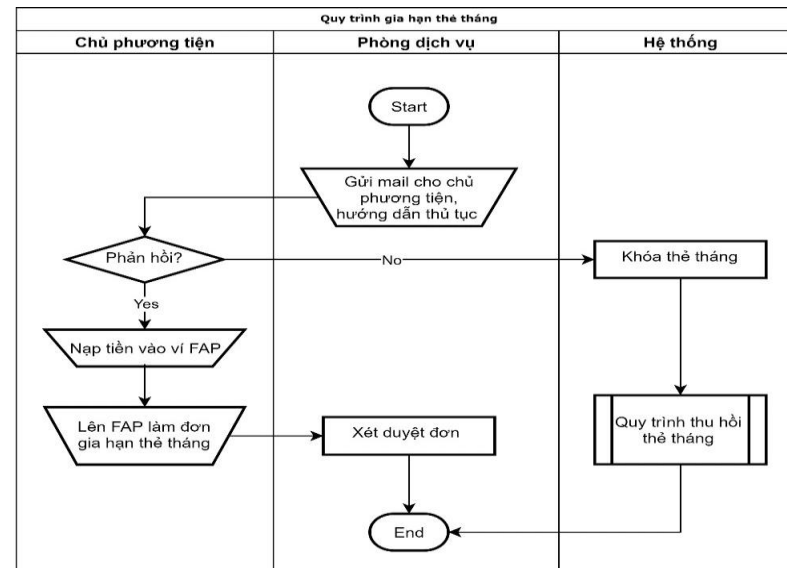 Quy trình gia hạn thẻ tháng
Chủ phương tiện
Phòng dịch vụ
Hệ thống
Start
Gửi mail cho chủ
phương tiện,
hướng dẫn thủ tục
Phản hồi?
No
Khóa thẻ tháng
Yes
Nạp tiền vào ví FAP
Lên FAP làm đơn
gia hạn thẻ tháng
Xét duyệt đơn
Quy trình thu hồi
thẻ tháng
End